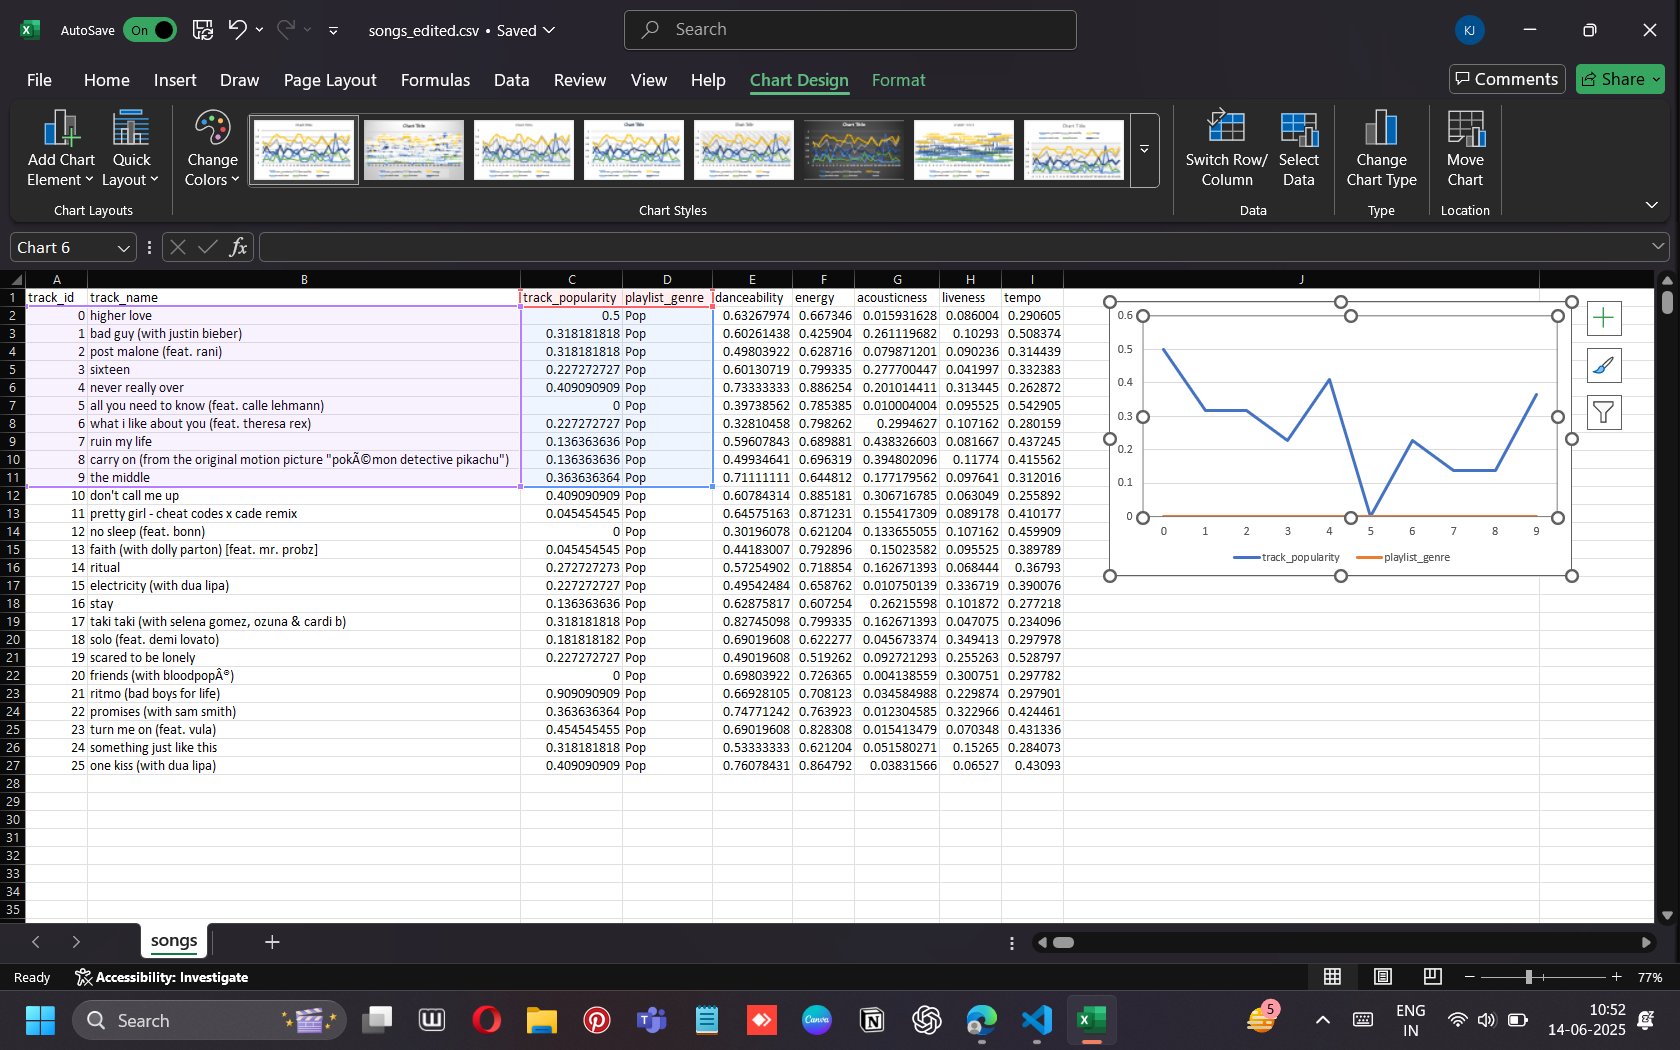 AutoSave On songs_edited.csv • Saved Search KJ
File Home Insert Draw Page Layout Formulas Data Review View Help Chart Design Format Comments Share
Add Chart Element Quick Layout Change Colors Switch Row/ Column Select Data Change Chart Type Move Chart
Chart Layouts Chart Styles Data Type Location
Chart 6 fx
A B C D E F G H I J
1 track_id track_name track_popularity playlist_genre danceability energy acousticness liveness tempo
2 0 higher love 0.5 Pop 0.63267974 0.667346 0.015931628 0.086004 0.290605
3 1 bad guy (with justin bieber) 0.318181818 Pop 0.60261438 0.425904 0.261119682 0.10293 0.508374
4 2 post malone (feat. rani) 0.318181818 Pop 0.49803922 0.628716 0.079871201 0.090236 0.314439
5 3 sixteen 0.227272727 Pop 0.60130719 0.799335 0.277700447 0.041997 0.332383
6 4 never really over 0.409090909 Pop 0.73333333 0.886254 0.201014411 0.313445 0.262872
7 5 all you need to know (feat. calle lehmann) 0 Pop 0.39738562 0.785385 0.010004004 0.095525 0.542905
8 6 what i like about you (feat. theresa rex) 0.227272727 Pop 0.32810458 0.798262 0.2994627 0.107162 0.280159
9 7 ruin my life 0.136363636 Pop 0.59607843 0.689881 0.438326603 0.081667 0.437245
10 8 carry on (from the original motion picture "pokÃ©mon detective pikachu") 0.136363636 Pop 0.49934641 0.696319 0.394802096 0.11774 0.415562
11 9 the middle 0.363636364 Pop 0.71111111 0.644812 0.177179562 0.097641 0.312016
12 10 don't call me up 0.409090909 Pop 0.60784314 0.885181 0.306716785 0.063049 0.255892
13 11 pretty girl - cheat codes x cade remix 0.045454545 Pop 0.64575163 0.871231 0.155417309 0.089178 0.410177
14 12 no sleep (feat. bonn) 0 Pop 0.30196078 0.621204 0.133655055 0.107162 0.459909
15 13 faith (with dolly parton) [feat. mr. probz] 0.045454545 Pop 0.44183007 0.792896 0.15023582 0.095525 0.389789
16 14 ritual 0.272727273 Pop 0.57254902 0.718854 0.162671393 0.068444 0.36793
17 15 electricity (with dua lipa) 0.227272727 Pop 0.49542484 0.658762 0.010750139 0.336719 0.390076
18 16 stay 0.136363636 Pop 0.62875817 0.607254 0.26215598 0.101872 0.277218
19 17 taki taki (with selena gomez, ozuna & cardi b) 0.318181818 Pop 0.82745098 0.799335 0.162671393 0.047075 0.234096
20 18 solo (feat. demi lovato) 0.181818182 Pop 0.69019608 0.622277 0.045673374 0.349413 0.297978
21 19 scared to be lonely 0.227272727 Pop 0.49019608 0.519262 0.092721293 0.255263 0.528797
22 20 friends (with bloodpopÂ®) 0 Pop 0.69803922 0.726365 0.004138559 0.300751 0.297782
23 21 ritmo (bad boys for life) 0.909090909 Pop 0.66928105 0.708123 0.034584988 0.229874 0.297901
24 22 promises (with sam smith) 0.363636364 Pop 0.74771242 0.763923 0.012304585 0.322966 0.424461
25 23 turn me on (feat. vula) 0.454545455 Pop 0.69019608 0.828308 0.015413479 0.070348 0.431336
26 24 something just like this 0.318181818 Pop 0.53333333 0.621204 0.051580271 0.15265 0.284073
27 25 one kiss (with dua lipa) 0.409090909 Pop 0.76078431 0.864792 0.03831566 0.06527 0.43093
28
29
30
31
32
33
34
35
0.6
0.5
0.4
0.3
0.2
0.1
0
0 1 2 3 4 5 6 7 8 9
track_popularity playlist_genre
songs
Ready Accessibility: Investigate 77%
Search Canva 5 ENG IN 10:52 14-06-2025